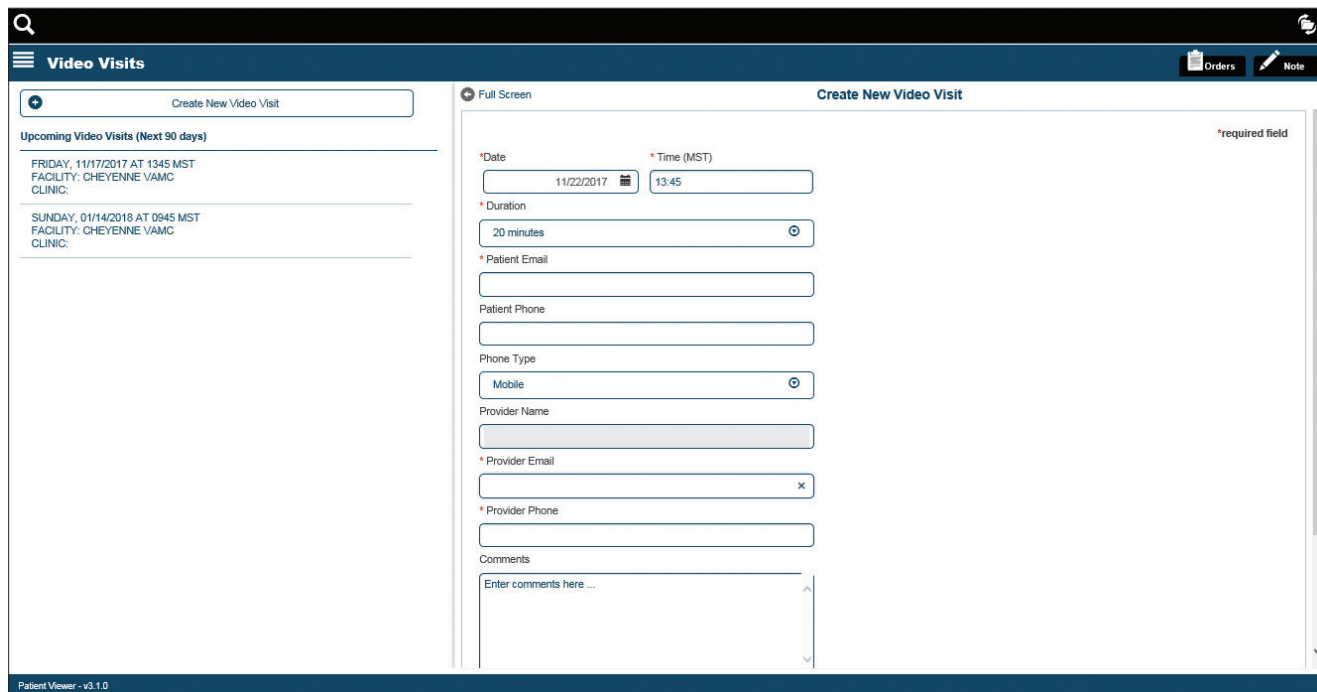 Video Visits
Orders
Note
Create New Video Visit
Upcoming Video Visits (Next 90 days)
FRIDAY, 11/17/2017 AT 1345 MST
FACILITY: CHEYENNE VAMC
CLINIC:
SUNDAY, 01/14/2018 AT 0945 MST
FACILITY: CHEYENNE VAMC
CLINIC:
Full Screen
Create New Video Visit
*required field
*Date
* Time (MST)
11/22/2017
13:45
* Duration
20 minutes
* Patient Email
Patient Phone
Phone Type
Mobile
Provider Name
* Provider Email
* Provider Phone
Comments
Enter comments here ...
Patient Viewer - v3.1.0